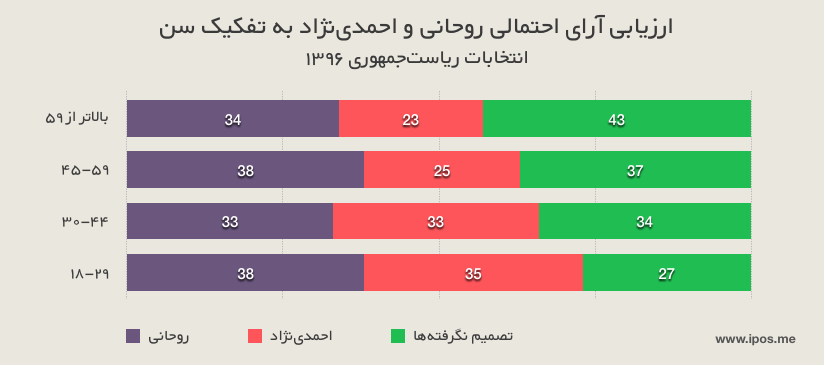 ارزیابی آرای احتمالی روحانی و احمدی‌نژاد به تفکیک سن
انتخابات ریاست‌جمهوری ۱۳۹۶
بالاتر از ۵۹ 34 23 43
۴۵-۵۹ 38 25 37
۳۰-۴۴ 33 33 34
۱۸-۲۹ 38 35 27
روحانی احمدی‌نژاد تصمیم نگرفته‌ها
www.ipos.me